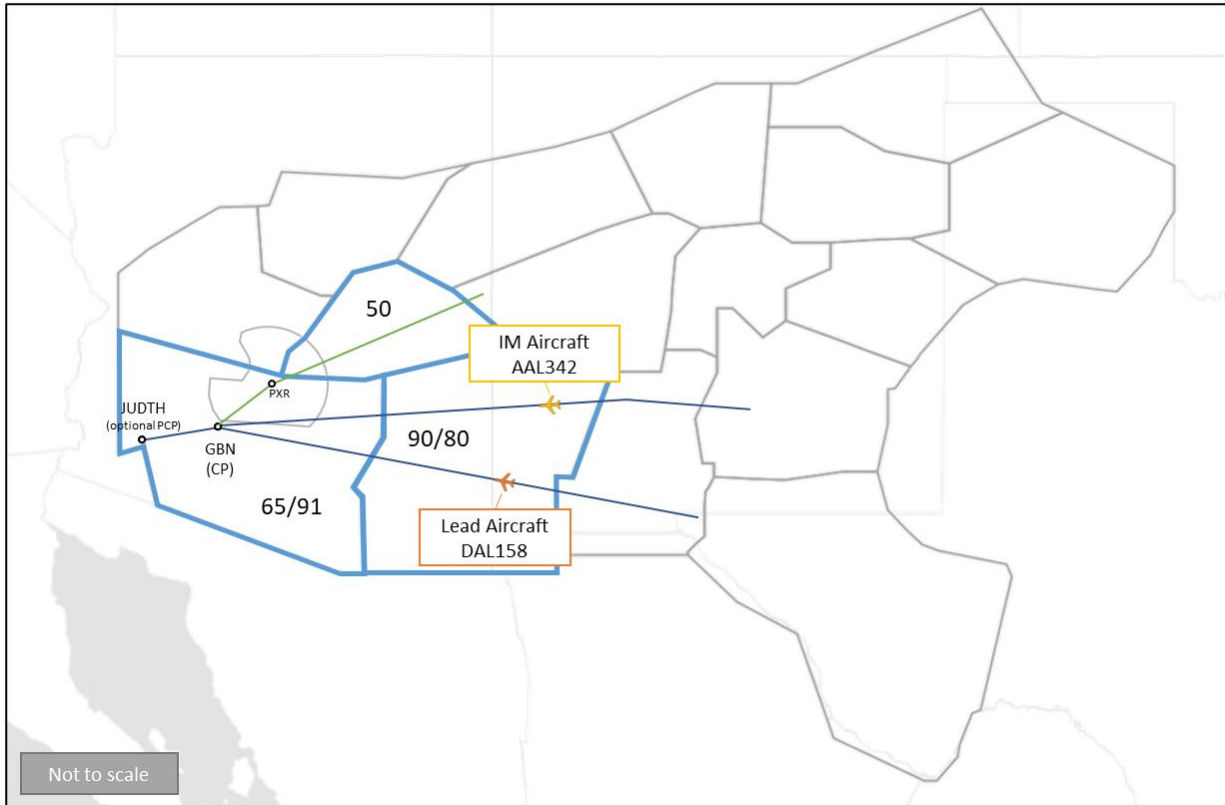 50
IM Aircraft
AAL342
PXR
JUDTH
(optional PCP)
GBN
(CP)
90/80
65/91
Lead Aircraft
DAL158
Not to scale